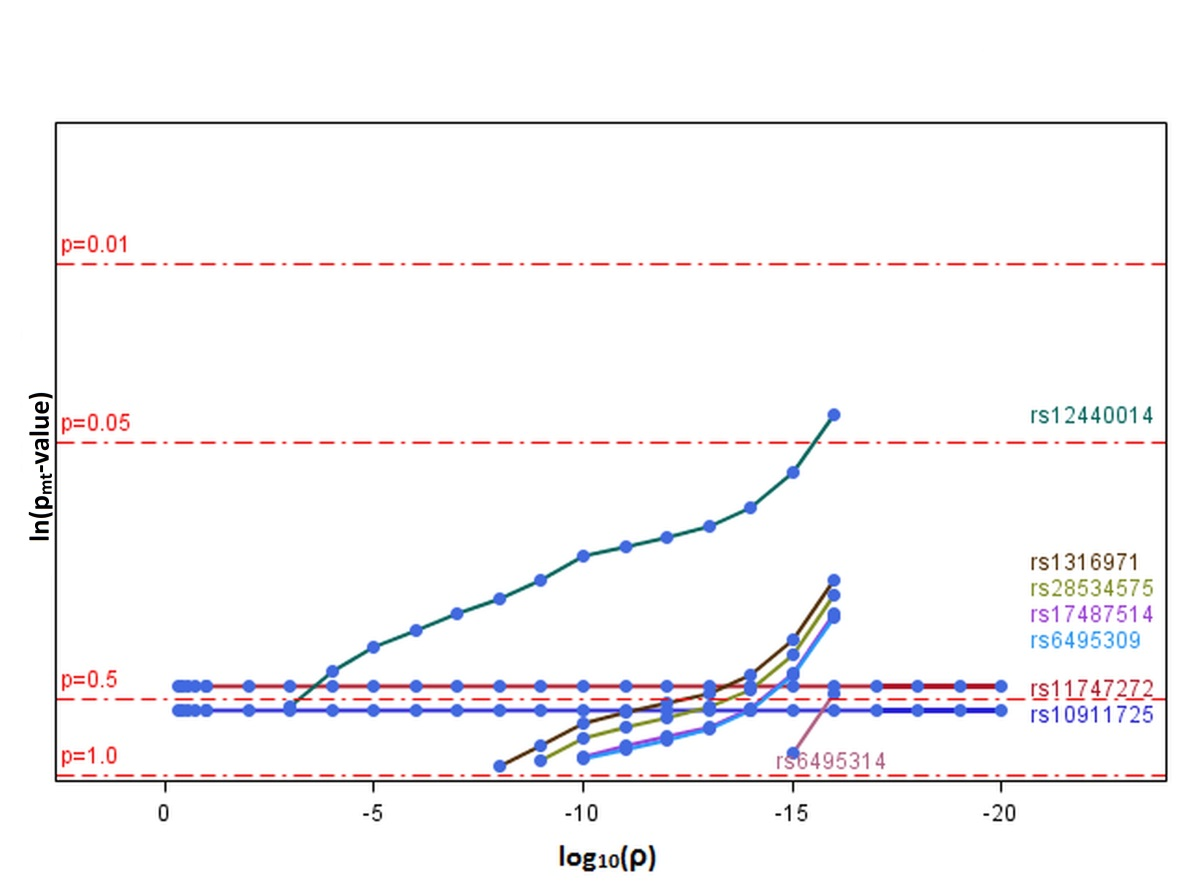 p=0.01
p=0.05
rs12440014
ln(pₘₜ-value)
rs1316971
rs28534575
rs17487514
rs6495309
p=0.5
rs11747272
rs10911725
p=1.0
rs6495314
0 -5 -10 -15 -20
log₁₀(ρ)